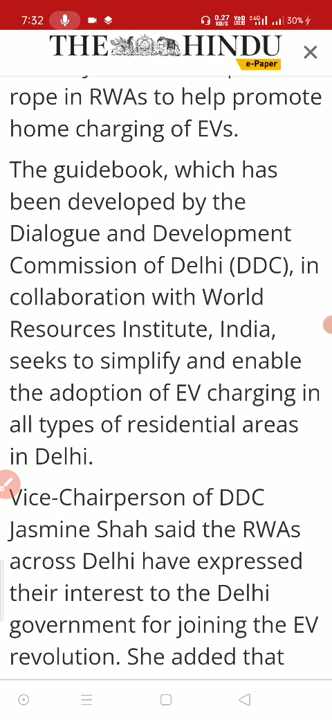 7:32
0.27 KB/S
30%
THE HINDU
e-Paper
rope in RWAs to help promote
home charging of EVs.
The guidebook, which has
been developed by the
Dialogue and Development
Commission of Delhi (DDC), in
collaboration with World
Resources Institute, India,
seeks to simplify and enable
the adoption of EV charging in
all types of residential areas
in Delhi.
Vice-Chairperson of DDC
Jasmine Shah said the RWAs
across Delhi have expressed
their interest to the Delhi
government for joining the EV
revolution. She added that